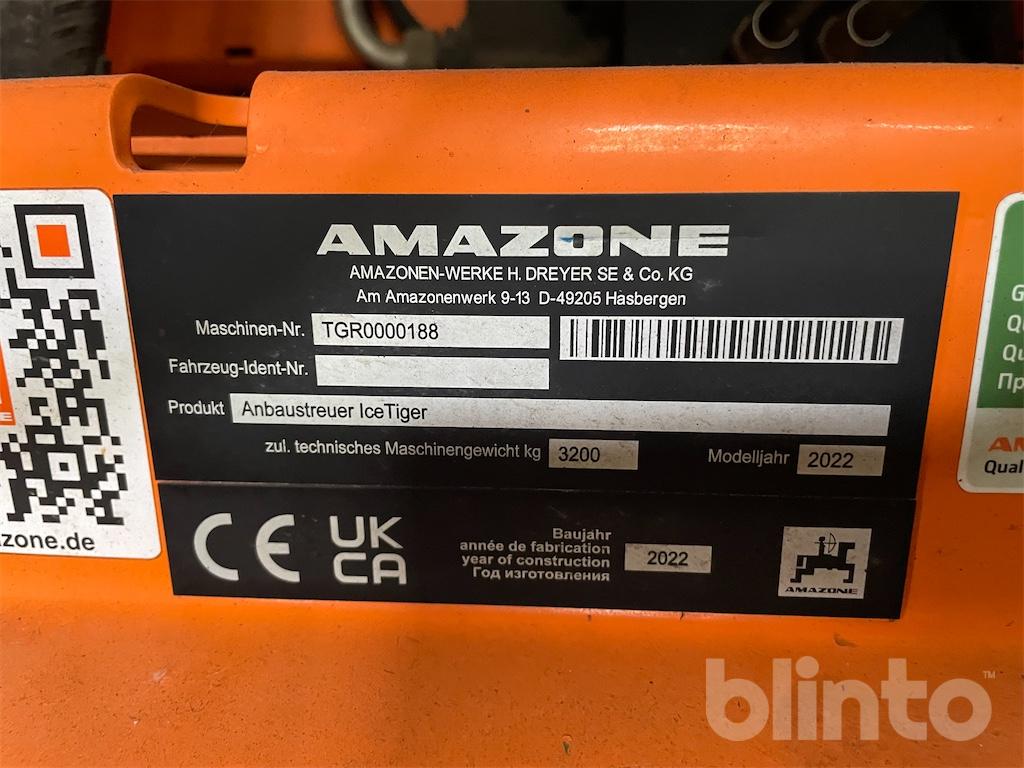 AMAZONE
AMAZONEN-WERKE H. DREYER SE & Co. KG
Am Amazonenwerk 9-13 D-49205 Hasbergen
Maschinen-Nr. TGR0000188
Fahrzeug-Ident-Nr.
Produkt Anbaustreuer IceTiger
zul. technisches Maschinengewicht kg 3200 Modelljahr 2022
CE UK CA
Baujahr
année de fabrication
year of construction 2022
Год изготовления
AMAZONE
azone.de
Qual
blinto™